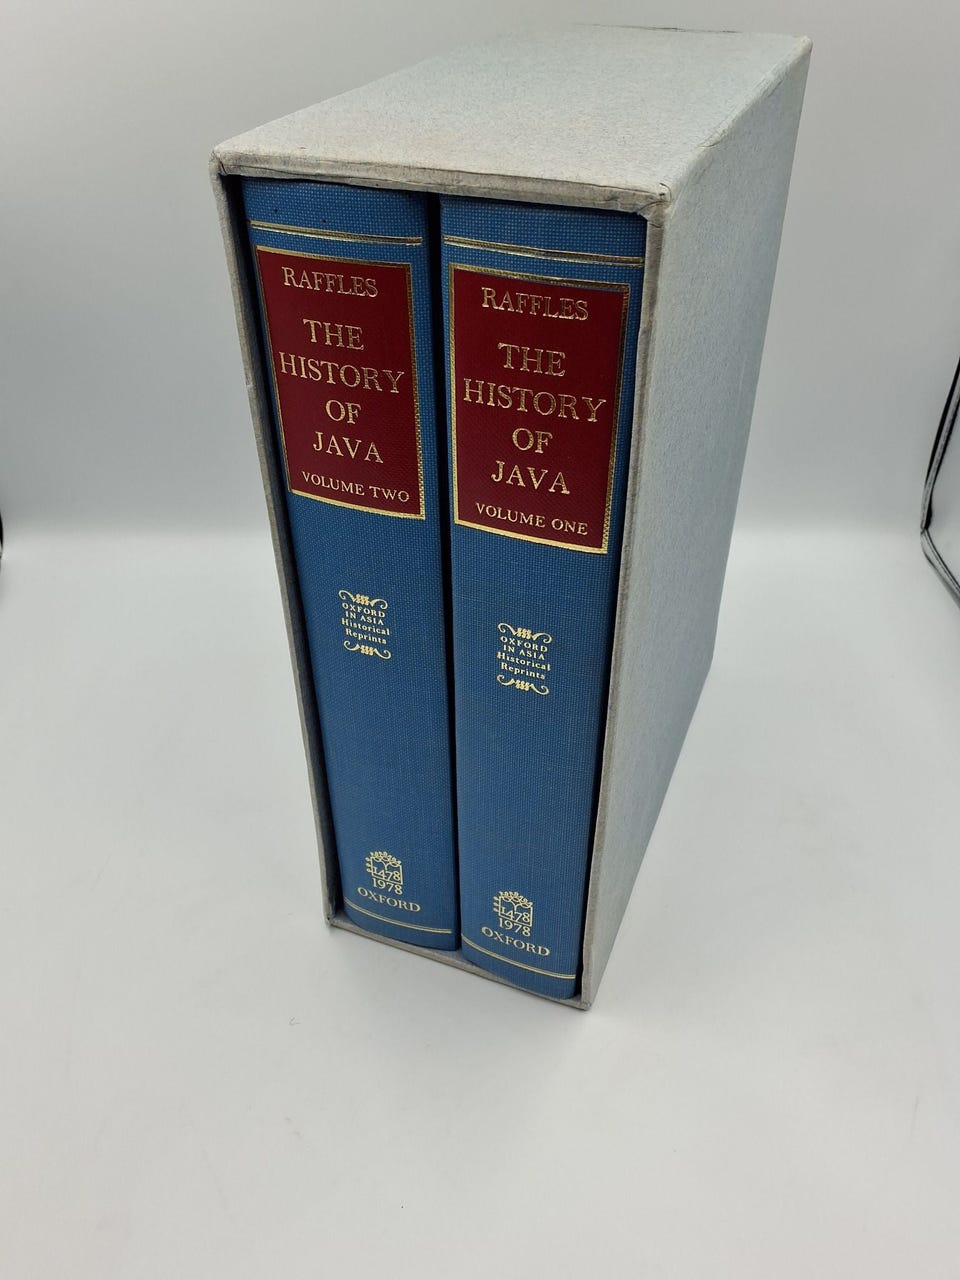 RAFFLES
THE
HISTORY
OF
JAVA
VOLUME TWO
OXFORD
IN ASIA
Historical
Reprints
1478
1978
OXFORD
RAFFLES
THE
HISTORY
OF
JAVA
VOLUME ONE
OXFORD
IN ASIA
Historical
Reprints
1478
1978
OXFORD